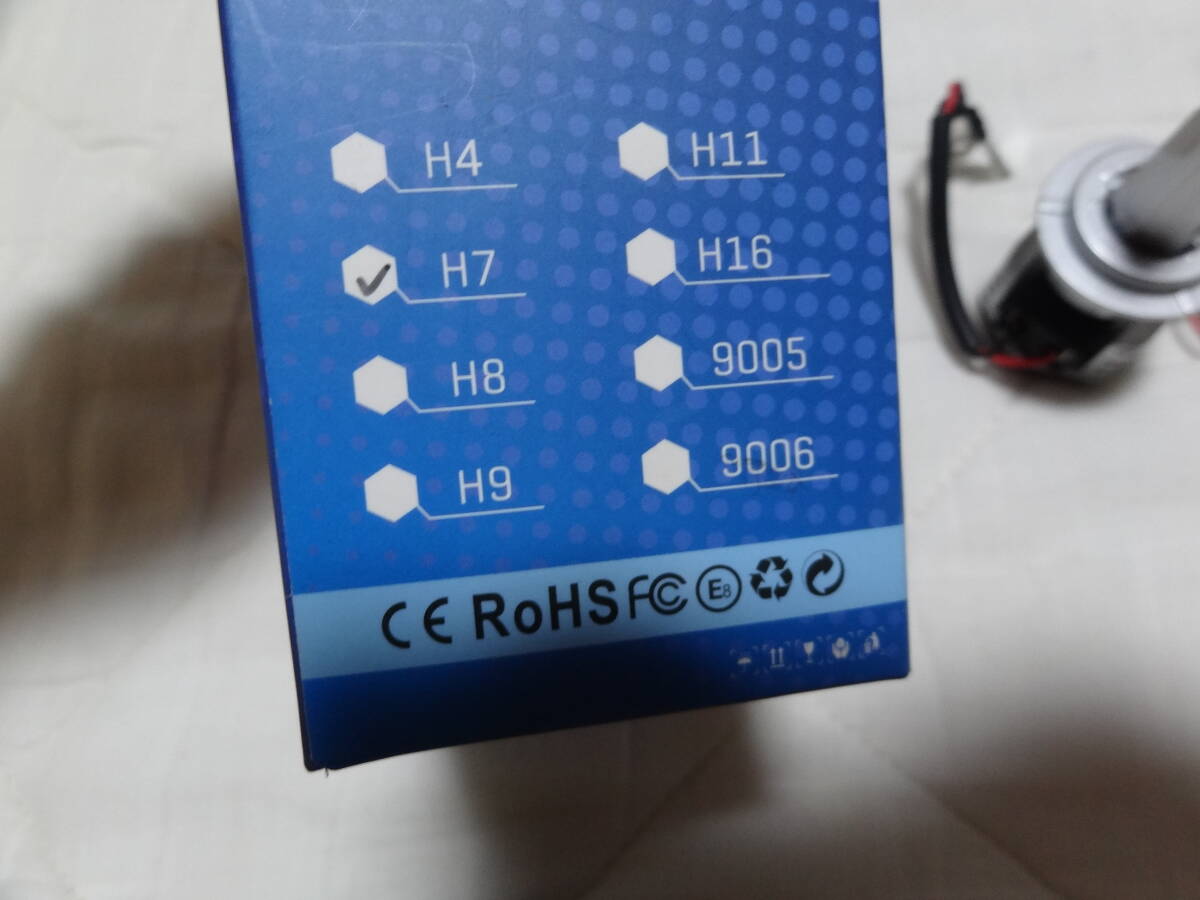 H4
H7
H8
H9
H11
H16
9005
9006
CE RoHS FC E8